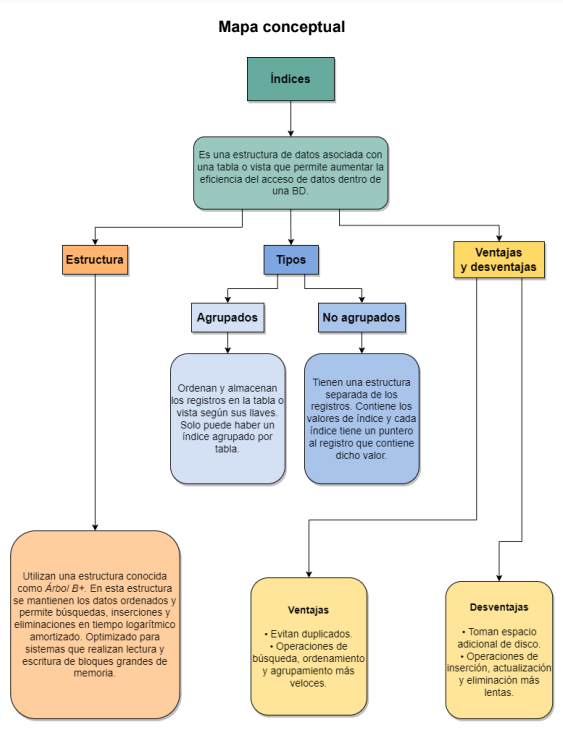 Mapa conceptual
Índices
Es una estructura de datos asociada con
una tabla o vista que permite aumentar la
eficiencia del acceso de datos dentro de
una BD.
Estructura
Tipos
Ventajas
y desventajas
Agrupados
No agrupados
Ordenan y almacenan
los registros en la tabla o
vista según sus llaves.
Solo puede haber un
índice agrupado por
tabla.
Tienen una estructura
separada de los
registros. Contiene los
valores de índice y cada
índice tiene un puntero
al registro que contiene
dicho valor.
Utilizan una estructura conocida
como Árbol B+. En esta estructura
se mantienen los datos ordenados y
permite búsquedas, inserciones y
eliminaciones en tiempo logarítmico
amortizado. Optimizado para
sistemas que realizan lectura y
escritura de bloques grandes de
memoria.
Ventajas
• Evitan duplicados.
• Operaciones de
búsqueda, ordenamiento
y agrupamiento más
veloces.
Desventajas
• Toman espacio
adicional de disco.
• Operaciones de
inserción, actualización
y eliminación más
lentas.